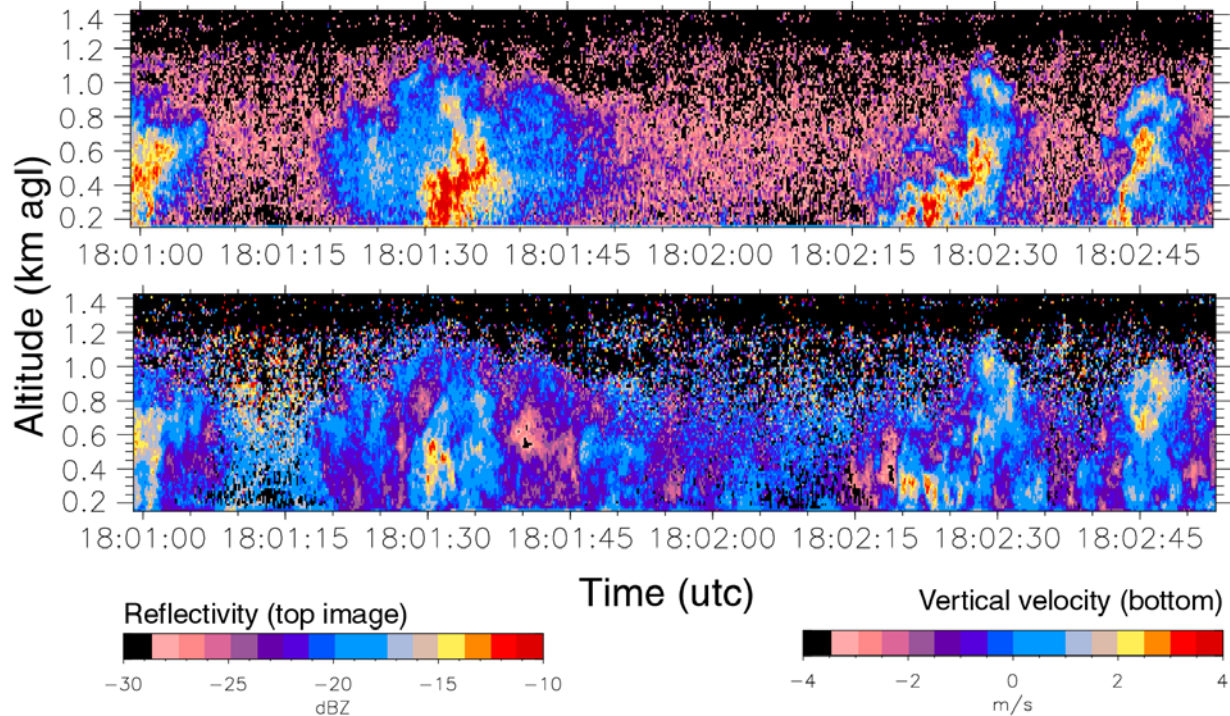 Altitude (km agl)
1.4
1.2
1.0
0.8
0.6
0.4
0.2
18:01:00 18:01:15 18:01:30 18:01:45 18:02:00 18:02:15 18:02:30 18:02:45
1.4
1.2
1.0
0.8
0.6
0.4
0.2
18:01:00 18:01:15 18:01:30 18:01:45 18:02:00 18:02:15 18:02:30 18:02:45
Time (utc)
Reflectivity (top image)
−30 −25 −20 −15 −10
dBZ
Vertical velocity (bottom)
−4 −2 0 2 4
m/s